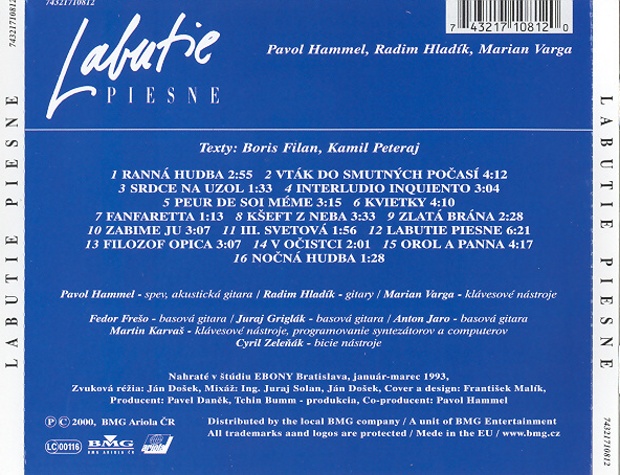 74321710812
7 43217 10812 0
Labutie
PIESNE
Pavol Hammel, Radim Hladík, Marian Varga
Texty: Boris Filan, Kamil Peteraj
1 RANNÁ HUDBA 2:55 2 VTÁK DO SMUTNÝCH POČASÍ 4:12
3 SRDCE NA UZOL 1:33 4 INTERLUDIO INQUIENTO 3:04
5 PEUR DE SOI MÉME 3:15 6 KVIETKY 4:10
7 FANFARETTA 1:13 8 KŠEFT Z NEBA 3:33 9 ZLATÁ BRÁNA 2:28
10 ZABIME JU 3:07 11 III. SVETOVÁ 1:56 12 LABUTIE PIESNE 6:21
13 FILOZOF OPICA 3:07 14 V OČISTCI 2:01 15 OROL A PANNA 4:17
16 NOČNÁ HUDBA 1:28
Pavol Hammel - spev, akustická gitara / Radim Hladík - gitary / Marian Varga - klávesové nástroje
Fedor Frešo - basová gitara / Juraj Griglák - basová gitara / Anton Jaro - basová gitara
Martin Karvaš - klávesové nástroje, programovanie syntezátorov a computerov
Cyril Zeleňák - bicie nástroje
Nahraté v štúdiu EBONY Bratislava, január-marec 1993,
Zvuková réžia: Ján Došek, Mixáž: Ing. Juraj Solan, Ján Došek, Cover a design: František Malík,
Producent: Pavel Daněk, Tchin Bumm - produkcia, Co-producent: Pavol Hammel
Ⓟ Ⓒ 2000, BMG Ariola ČR
Distributed by the local BMG company / A unit of BMG Entertainment
All trademarks aand logos are protected / Mede in the EU / www.bmg.cz
LC 00116
BMG
BMG ARIOLA ČR
LABUTIE PIESNE
74321710812
LABUTIE PIESNE
74321710812